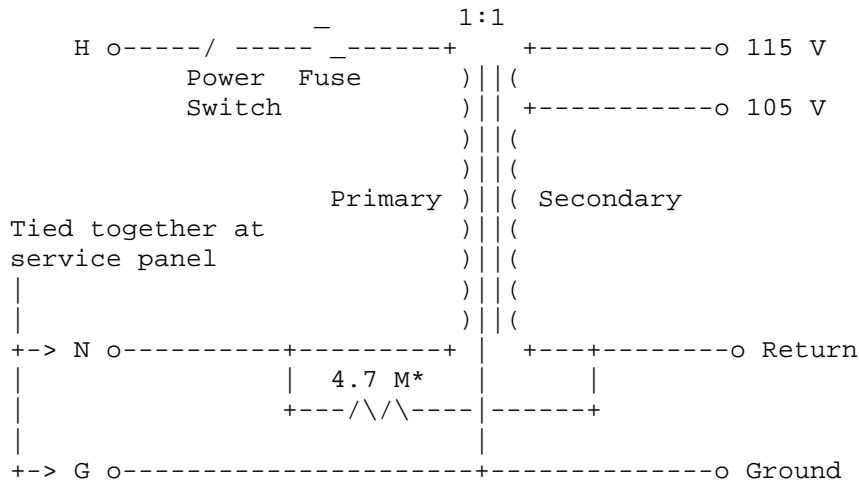 1:1
H 115 V
Power Fuse
Switch 105 V
Primary Secondary
Tied together at
service panel
N Return
4.7 M*
G Ground